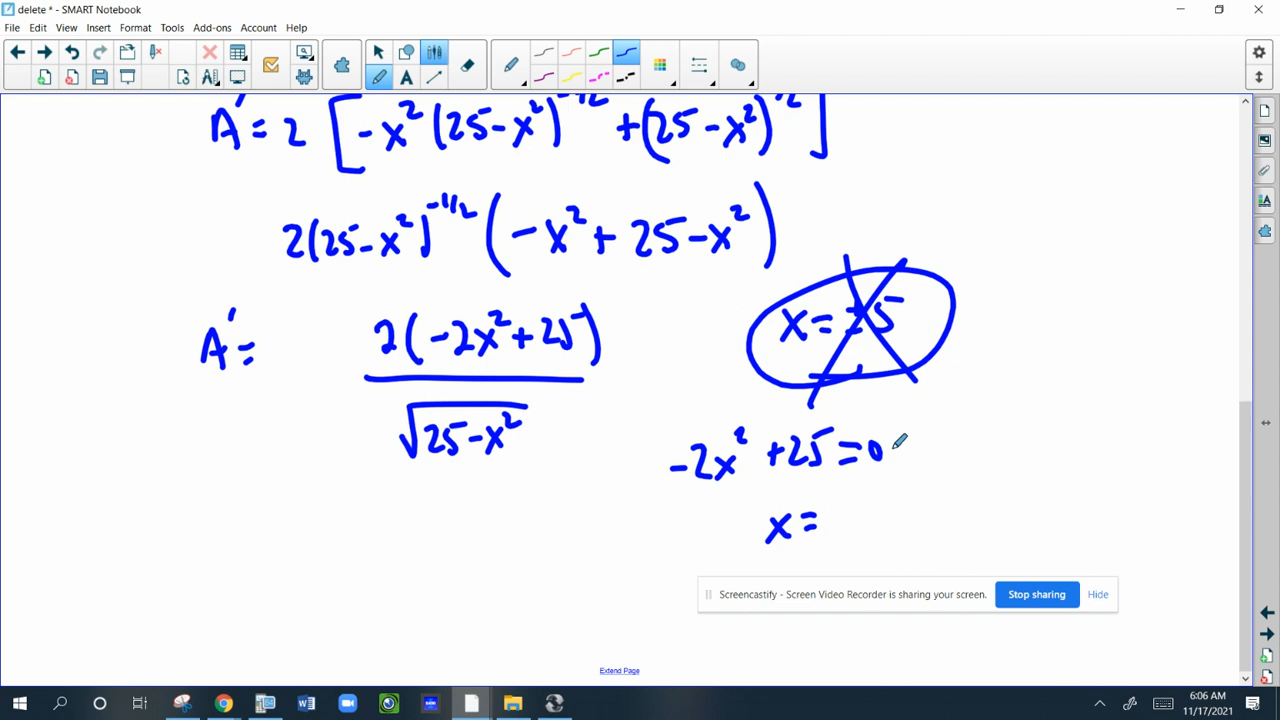 delete * - SMART Notebook
File Edit View Insert Format Tools Add-ons Account Help
A' = 2 [ -x² (25-x²)^-1/2 + (25-x²)^1/2 ]
2(25-x²)^-1/2 ( -x² + 25 - x² )
x = ±5
A' = 2( -2x² + 25 )
√25-x²
-2x² + 25 = 0
x =
Screencastify - Screen Video Recorder is sharing your screen. Stop sharing Hide
Extend Page
6:06 AM
11/17/2021